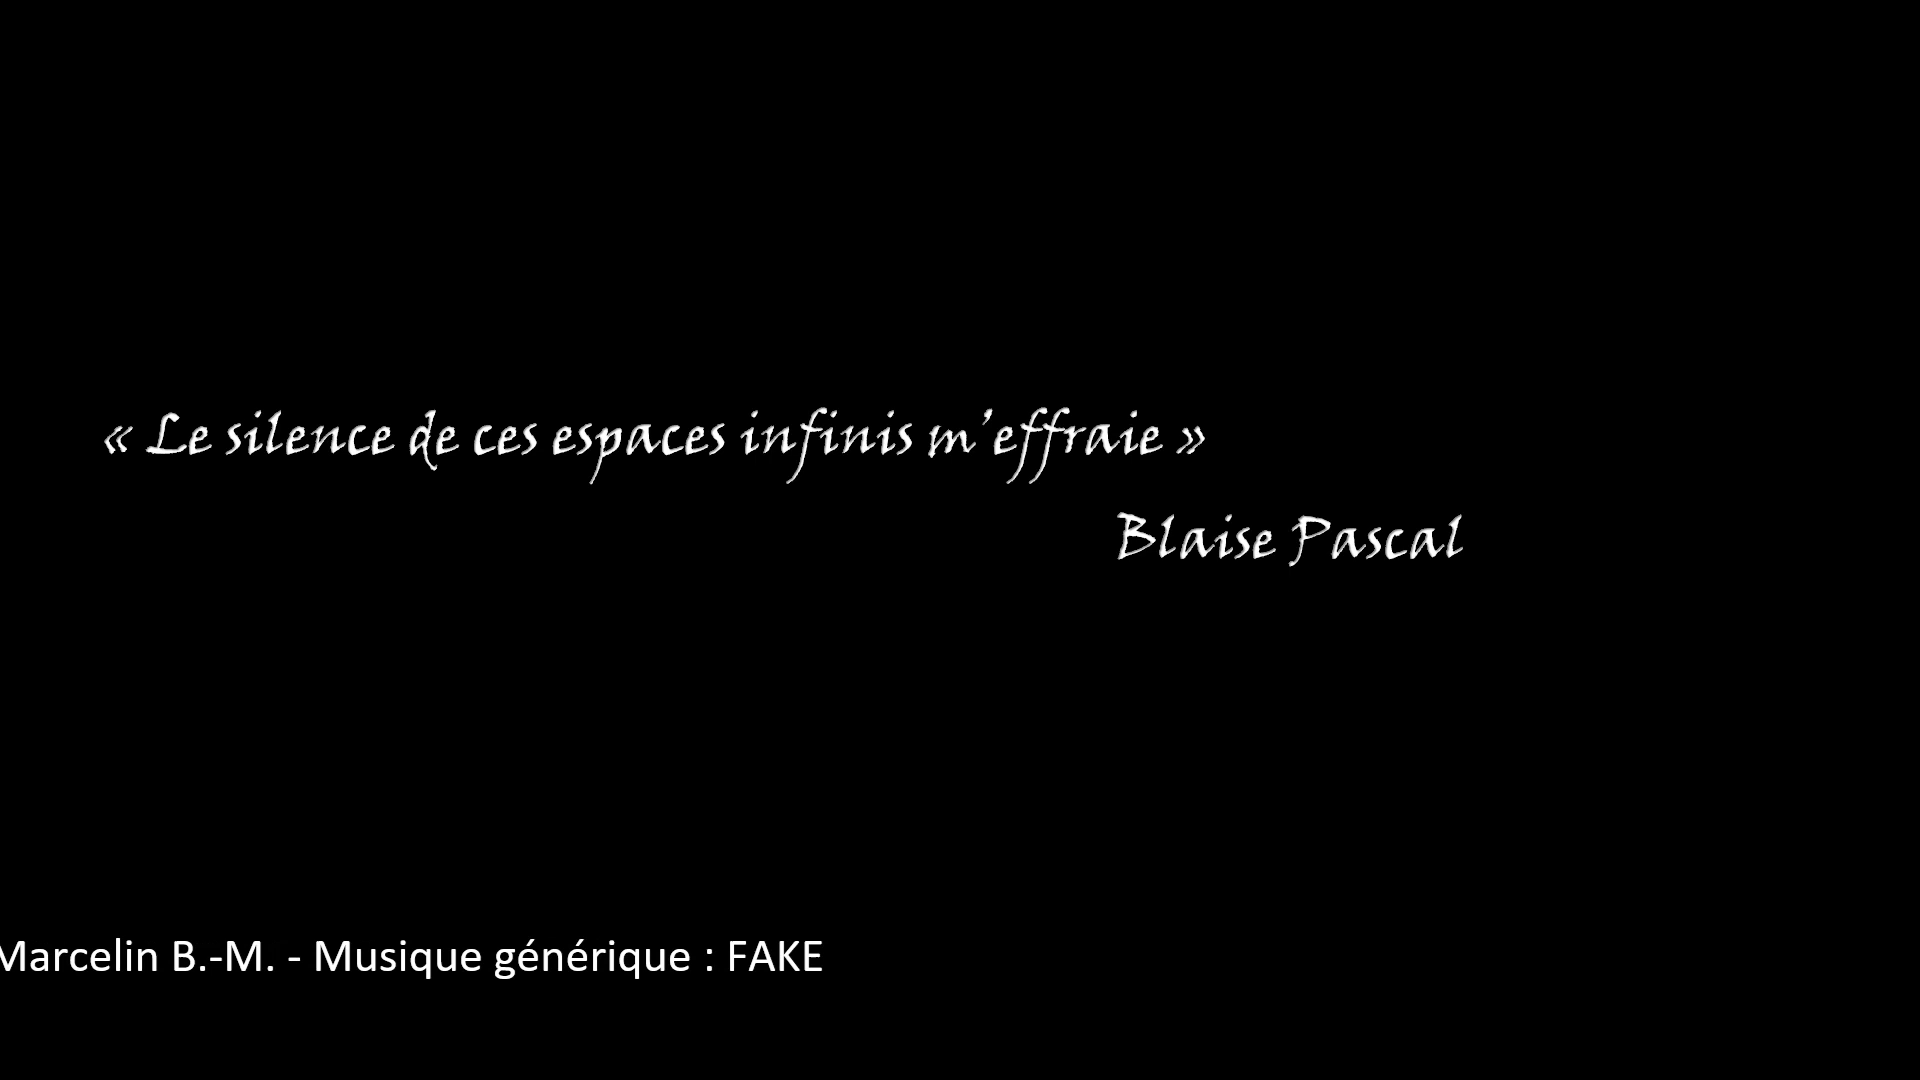 « Le silence de ces espaces infinis m’effraie »
Blaise Pascal
Marcelin B.-M. - Musique générique : FAKE